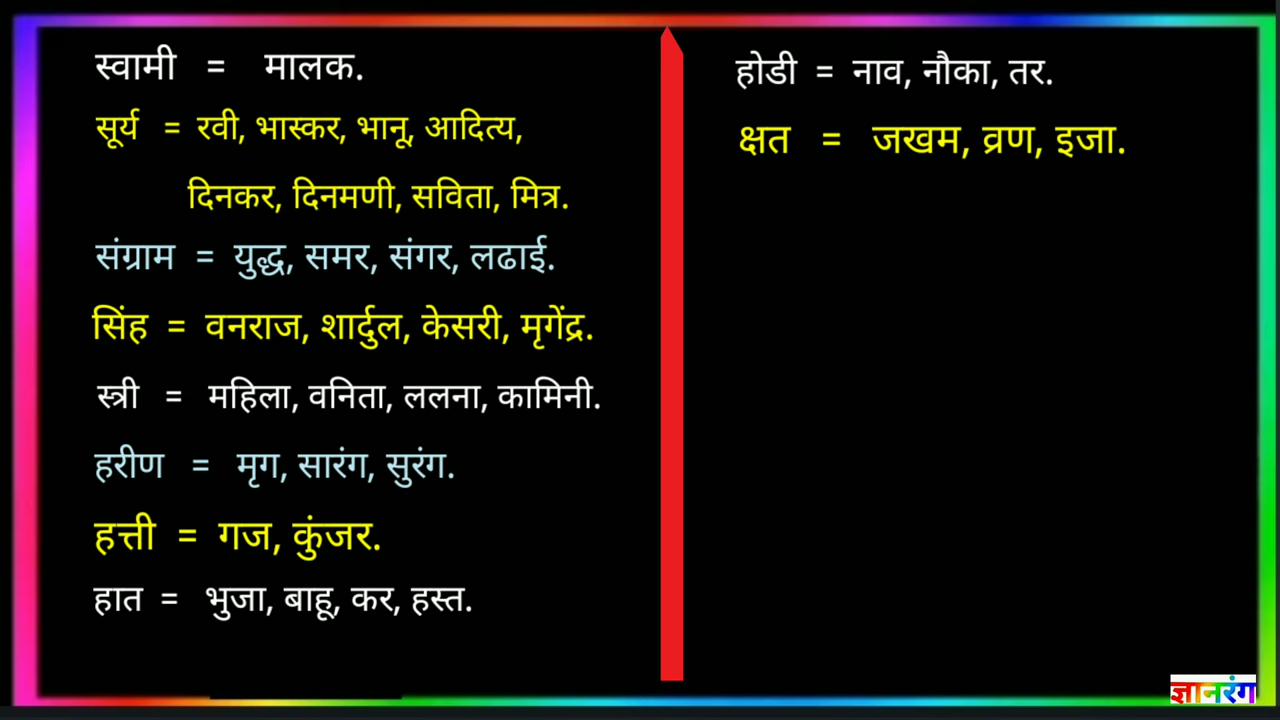 स्वामी = मालक.
सूर्य = रवी, भास्कर, भानू, आदित्य,
दिनकर, दिनमणी, सविता, मित्र.
संग्राम = युद्ध, समर, संगर, लढाई.
सिंह = वनराज, शार्दुल, केसरी, मृगेंद्र.
स्त्री = महिला, वनिता, ललना, कामिनी.
हरीण = मृग, सारंग, सुरंग.
हत्ती = गज, कुंजर.
हात = भुजा, बाहू, कर, हस्त.
होडी = नाव, नौका, तर.
क्षत = जखम, व्रण, इजा.
ज्ञानरंग